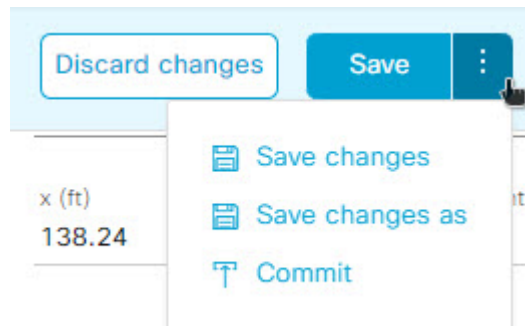 Discard changes Save
Save changes
x (ft)
Save changes as
138.24
Commit